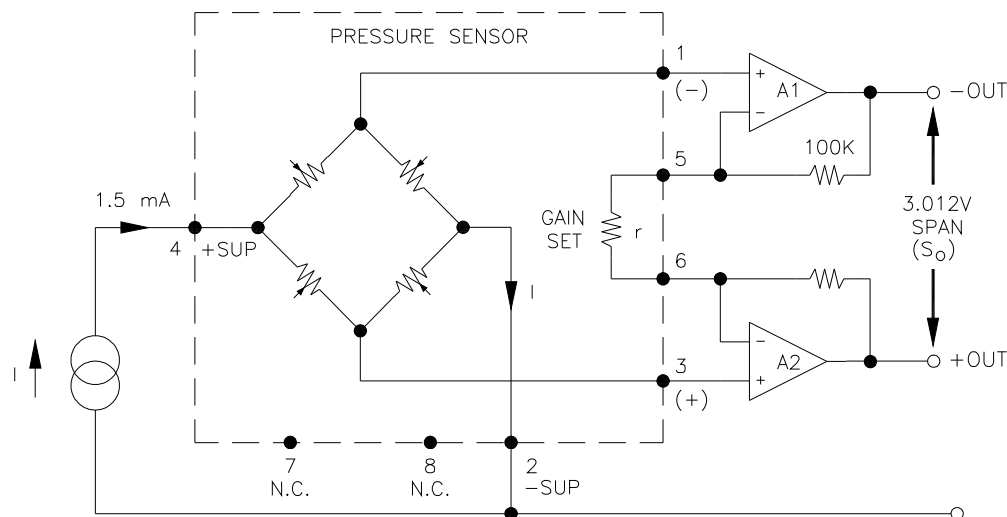 PRESSURE SENSOR
1
(−)
+
A1
−
−OUT
5
100K
1.5 mA
4
+SUP
GAIN
SET
r
3.012V
SPAN
(So)
6
I
I
−
A2
+
+OUT
3
(+)
7
N.C.
8
N.C.
2
−SUP